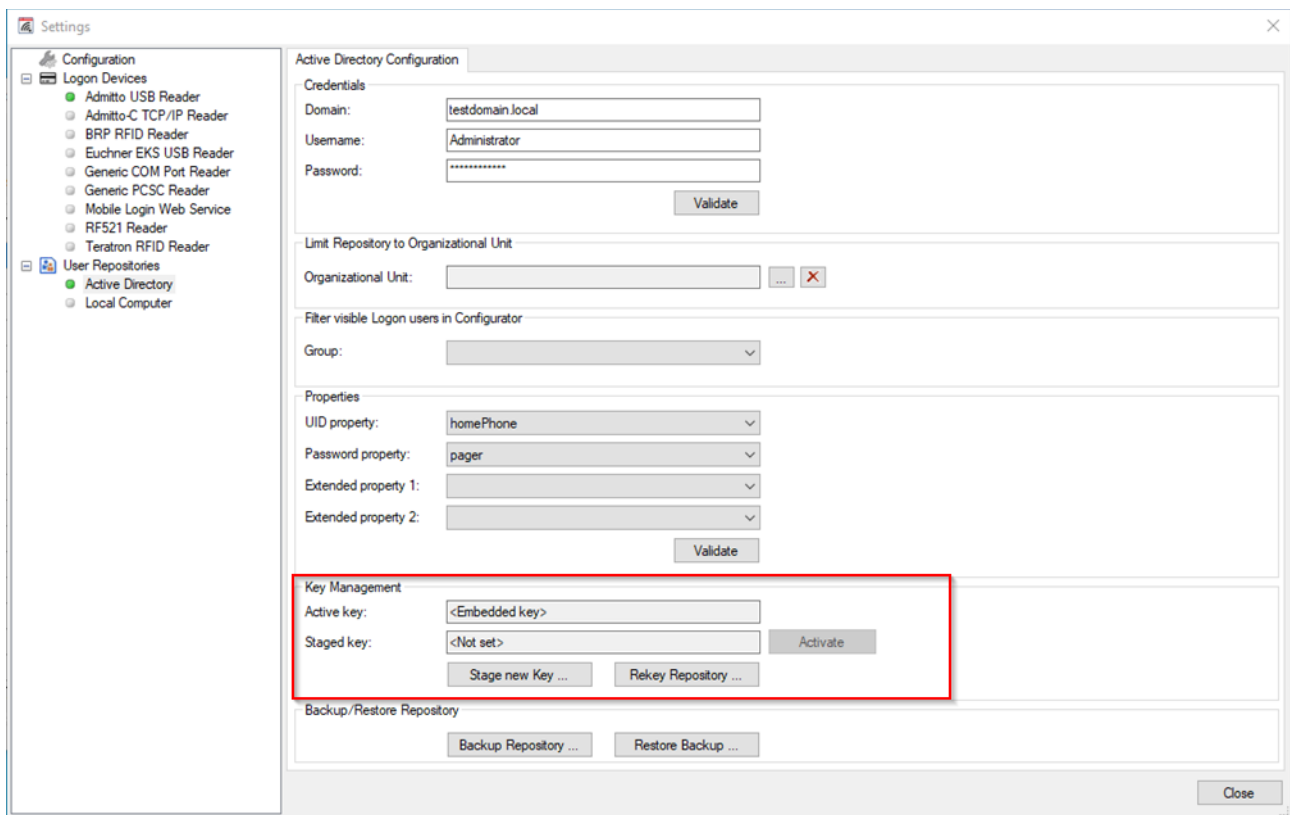 Settings
Configuration
Logon Devices
Admitto USB Reader
Admitto-C TCP/IP Reader
BRP RFID Reader
Euchner EKS USB Reader
Generic COM Port Reader
Generic PCSC Reader
Mobile Login Web Service
RF521 Reader
Teratron RFID Reader
User Repositories
Active Directory
Local Computer
Active Directory Configuration
Credentials
Domain: testdomain.local
Username: Administrator
Password: ************
Validate
Limit Repository to Organizational Unit
Organizational Unit: ...
Filter visible Logon users in Configurator
Group:
Properties
UID property: homePhone
Password property: pager
Extended property 1:
Extended property 2:
Validate
Key Management
Active key: <Embedded key>
Staged key: <Not set> Activate
Stage new Key ... Rekey Repository ...
Backup/Restore Repository
Backup Repository ... Restore Backup ...
Close